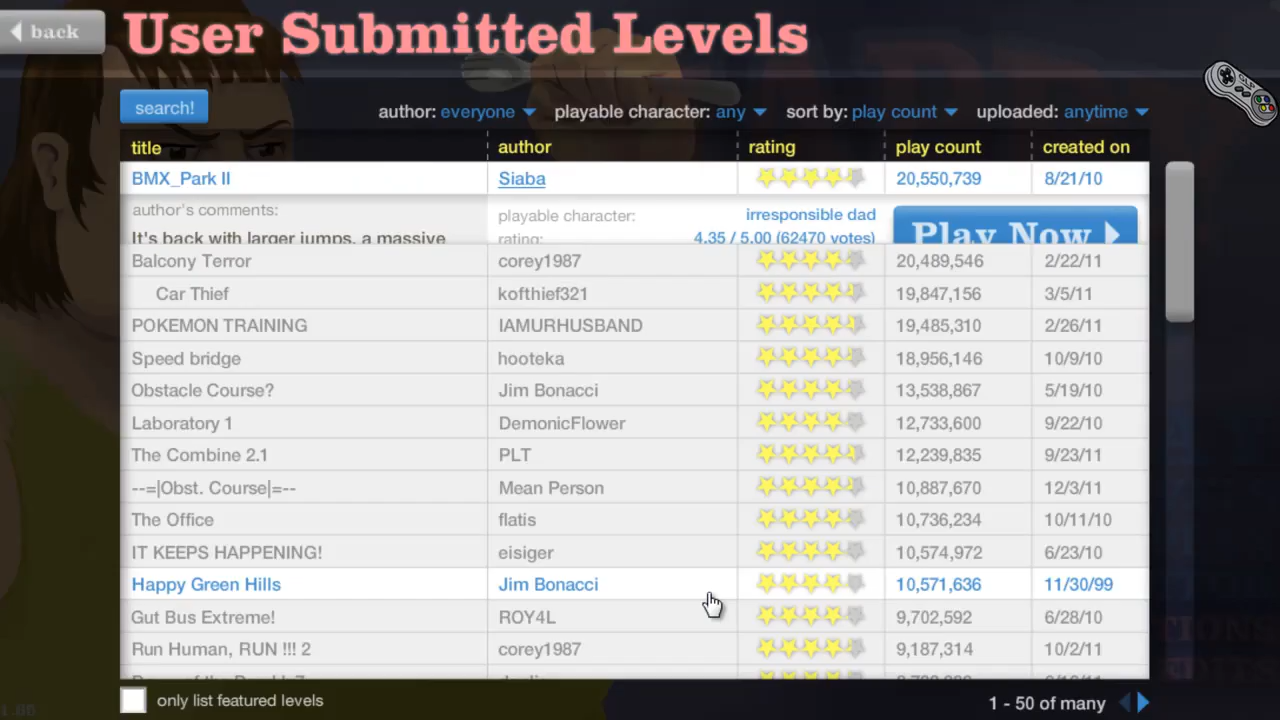 back
User Submitted Levels
search!
author: everyone playable character: any sort by: play count uploaded: anytime
title author rating play count created on
BMX_Park II Siaba 20,550,739 8/21/10
author's comments: playable character: irresponsible dad Play Now
It's back with larger jumps, a massive rating: 4.35 / 5.00 (62470 votes)
Balcony Terror corey1987 20,489,546 2/22/11
Car Thief kofthief321 19,847,156 3/5/11
POKEMON TRAINING IAMURHUSBAND 19,485,310 2/26/11
Speed bridge hooteka 18,956,146 10/9/10
Obstacle Course? Jim Bonacci 13,538,867 5/19/10
Laboratory 1 DemonicFlower 12,733,600 9/22/10
The Combine 2.1 PLT 12,239,835 9/23/11
--=|Obst. Course|=-- Mean Person 10,887,670 12/3/11
The Office flatis 10,736,234 10/11/10
IT KEEPS HAPPENING! eisiger 10,574,972 6/23/10
Happy Green Hills Jim Bonacci 10,571,636 11/30/99
Gut Bus Extreme! ROY4L 9,702,592 6/28/10
Run Human, RUN !!! 2 corey1987 9,187,314 10/2/11
only list featured levels 1 - 50 of many